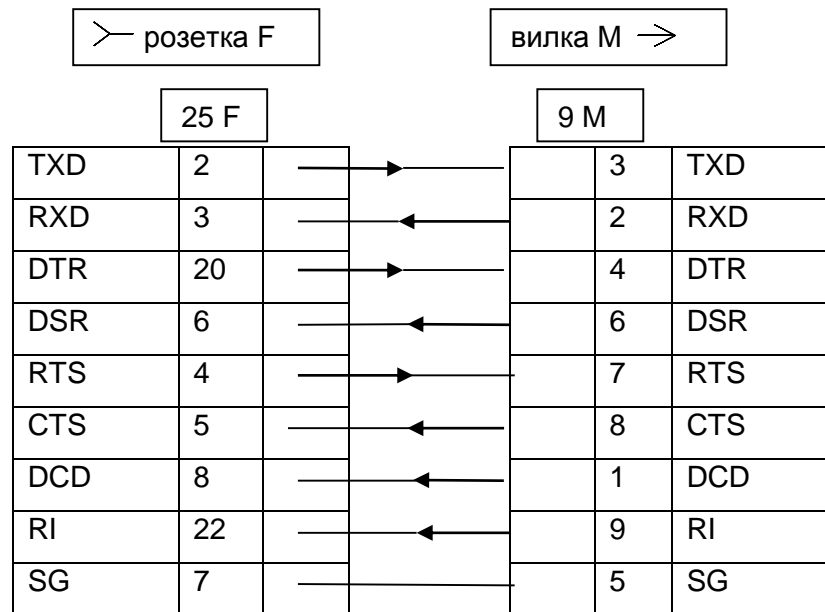 розетка F вилка M
25 F 9 M
TXD 2 3 TXD
RXD 3 2 RXD
DTR 20 4 DTR
DSR 6 6 DSR
RTS 4 7 RTS
CTS 5 8 CTS
DCD 8 1 DCD
RI 22 9 RI
SG 7 5 SG